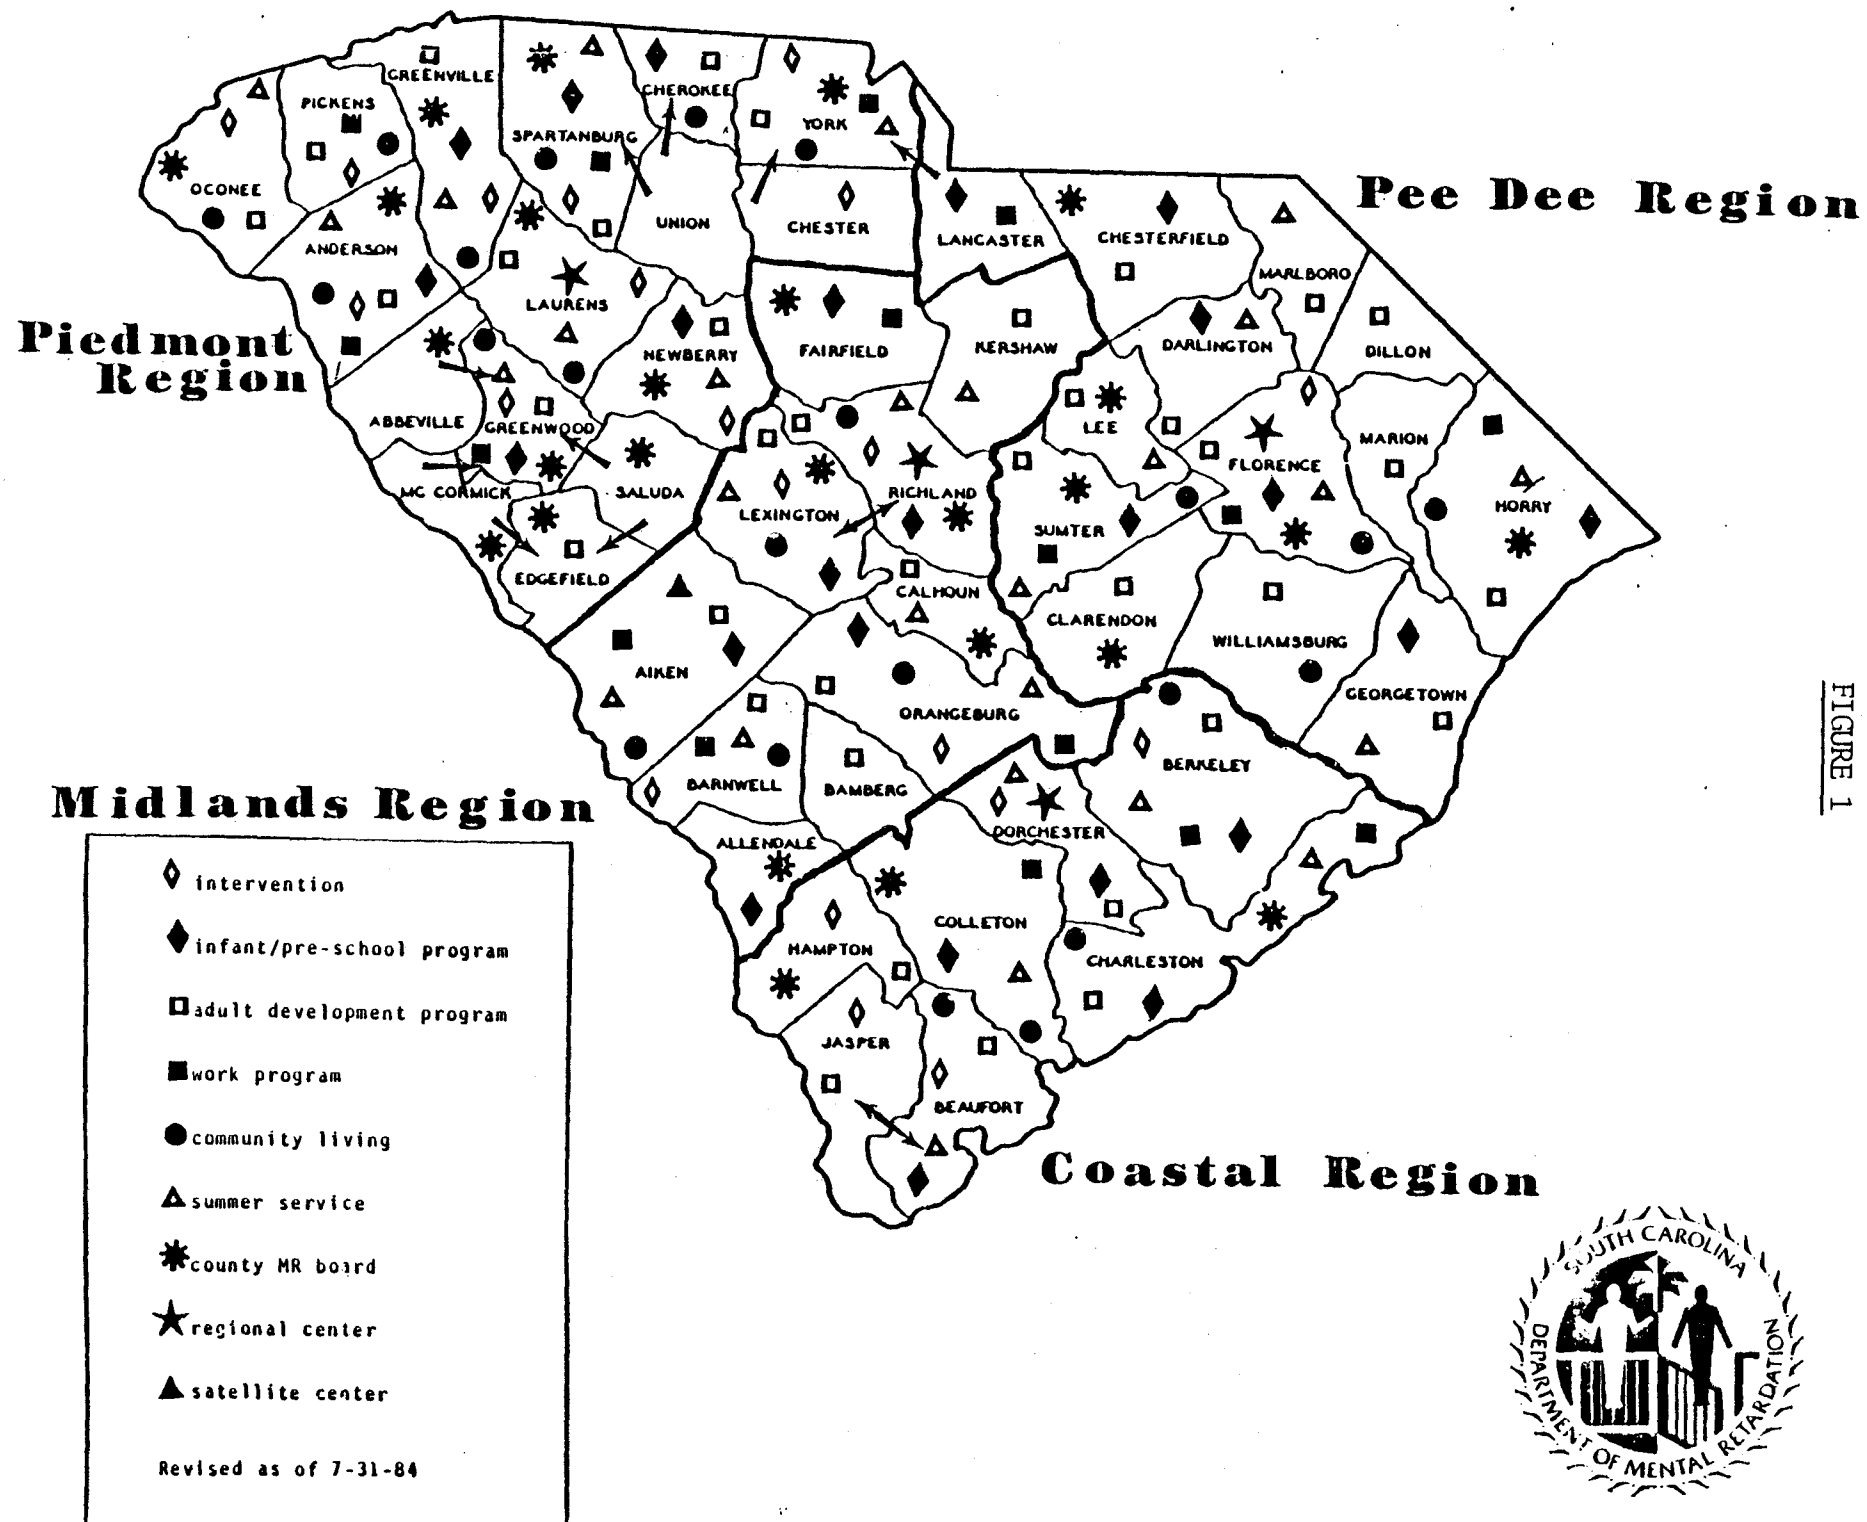 GREENVILLE
CHEROKEE
PICKENS
YORK
SPARTANBURG
OCONEE
Pee Dee Region
UNION
CHESTER
LANCASTER
CHESTERFIELD
ANDERSON
MARLBORO
LAURENS
Piedmont
Region
NEWBERRY
FAIRFIELD
KERSHAW
DARLINGTON
DILLON
ABBEVILLE
GREENWOOD
LEE
MARION
FLORENCE
MC CORMICK
SALUDA
RICHLAND
LEXINGTON
HORRY
SUMTER
EDGEFIELD
CALHOUN
CLARENDON
WILLIAMSBURG
AIKEN
GEORGETOWN
ORANGEBURG
FIGURE 1
BERKELEY
BARNWELL
BAMBERG
Midlands Region
DORCHESTER
ALLENDALE
intervention
COLLETON
HAMPTON
infant/pre-school program
CHARLESTON
adult development program
JASPER
work program
BEAUFORT
community living
Coastal Region
summer service
county MR board
regional center
satellite center
Revised as of 7-31-84
SOUTH CAROLINA
DEPARTMENT OF MENTAL RETARDATION